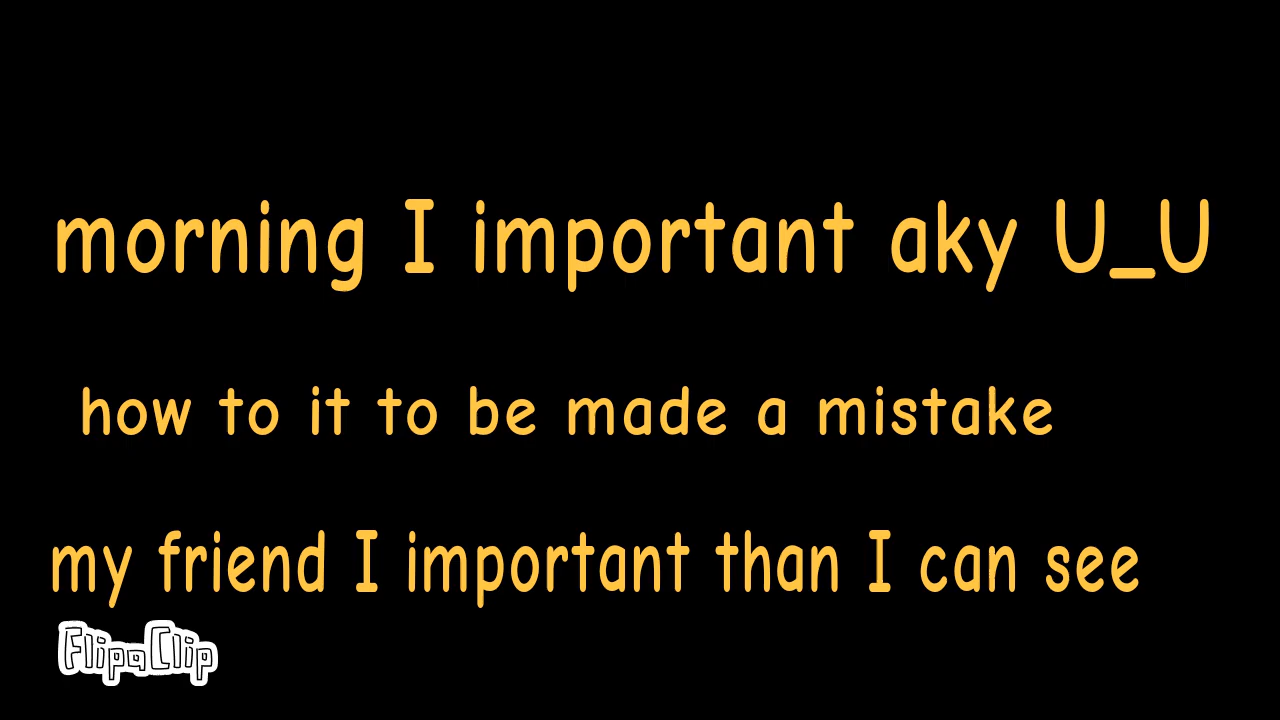 morning I important aky U_U
how to it to be made a mistake
my friend I important than I can see
FlipaClip